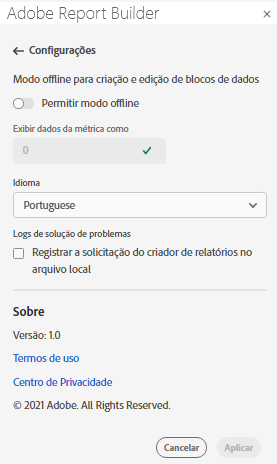 Adobe Report Builder
Configurações
Modo offline para criação e edição de blocos de dados
Permitir modo offline
Exibir dados da métrica como
0
Idioma
Portuguese
Logs de solução de problemas
Registrar a solicitação do criador de relatórios no
arquivo local
Sobre
Versão: 1.0
Termos de uso
Centro de Privacidade
© 2021 Adobe. All Rights Reserved.
Cancelar Aplicar